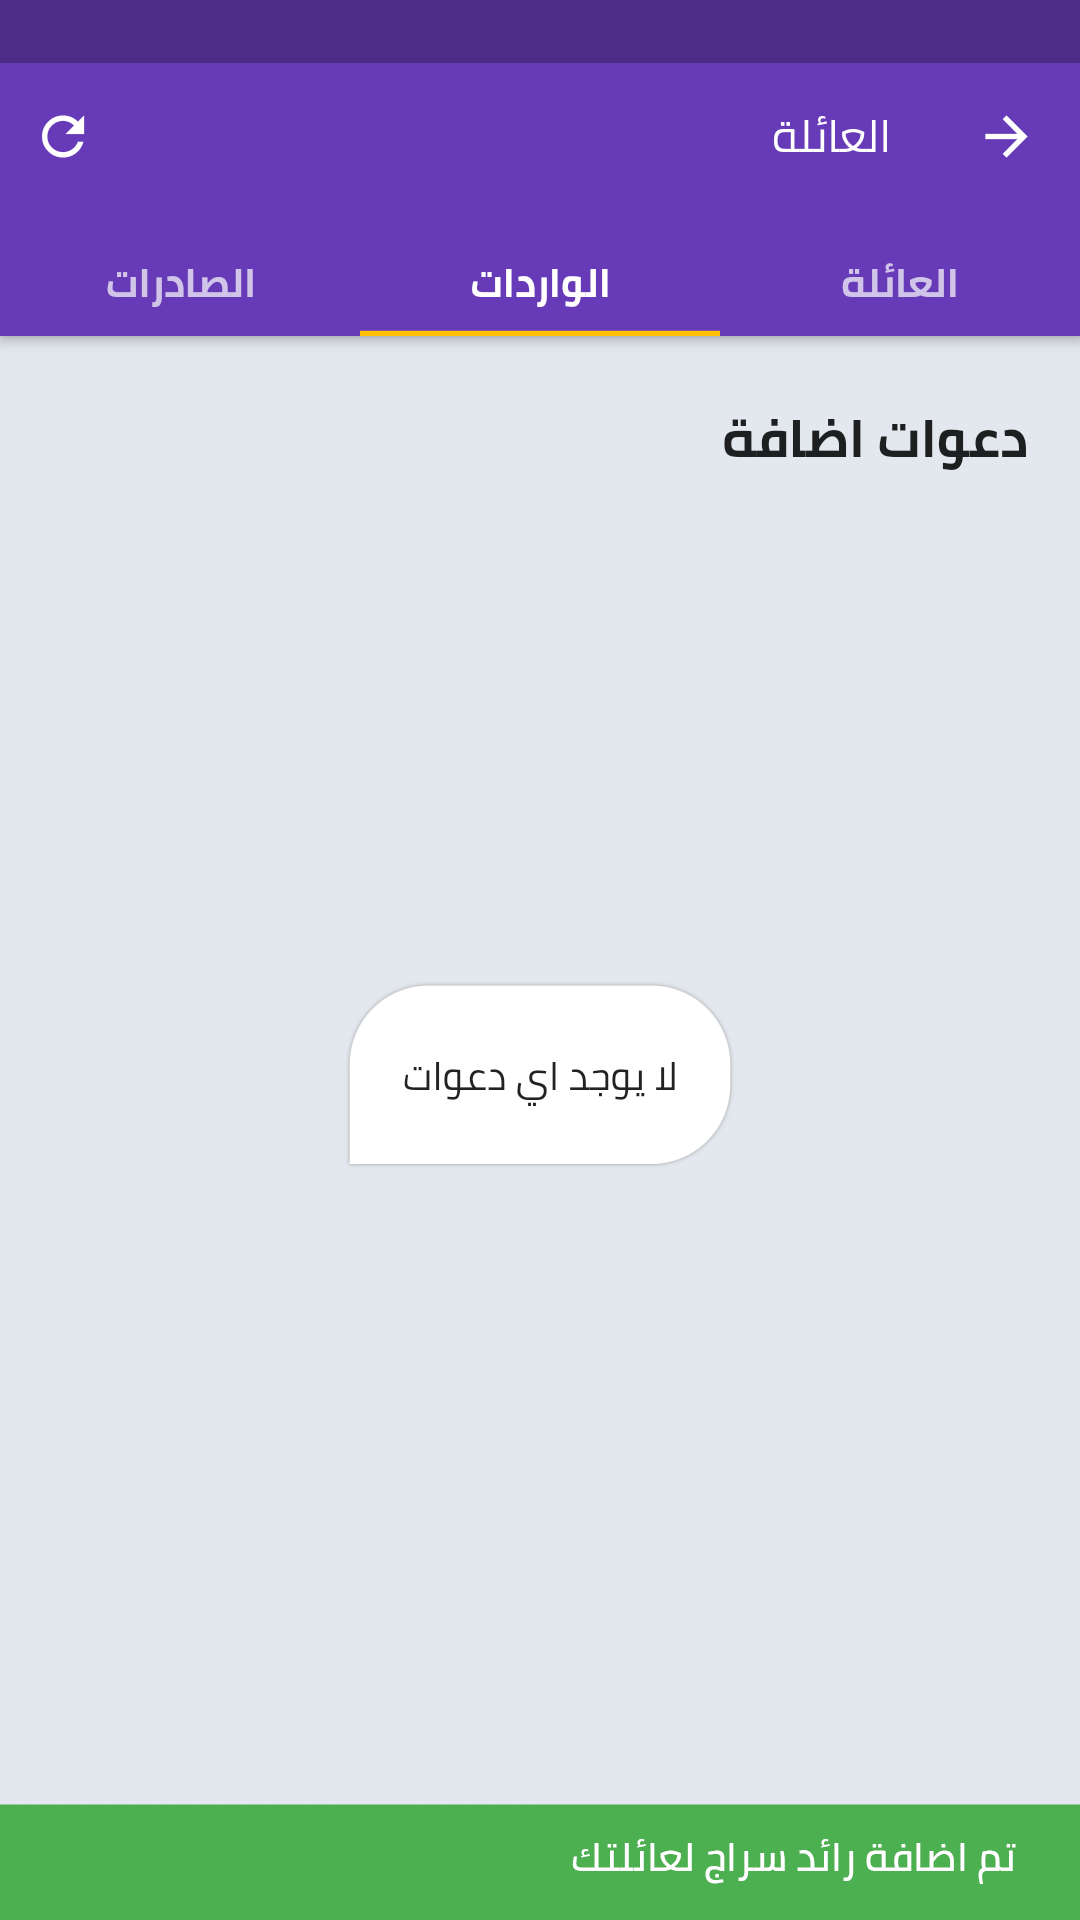 العائلة
العائلة
الواردات
الصادرات
دعوات اضافة
لا يوجد اي دعوات
تم اضافة رائد سراج لعائلتك